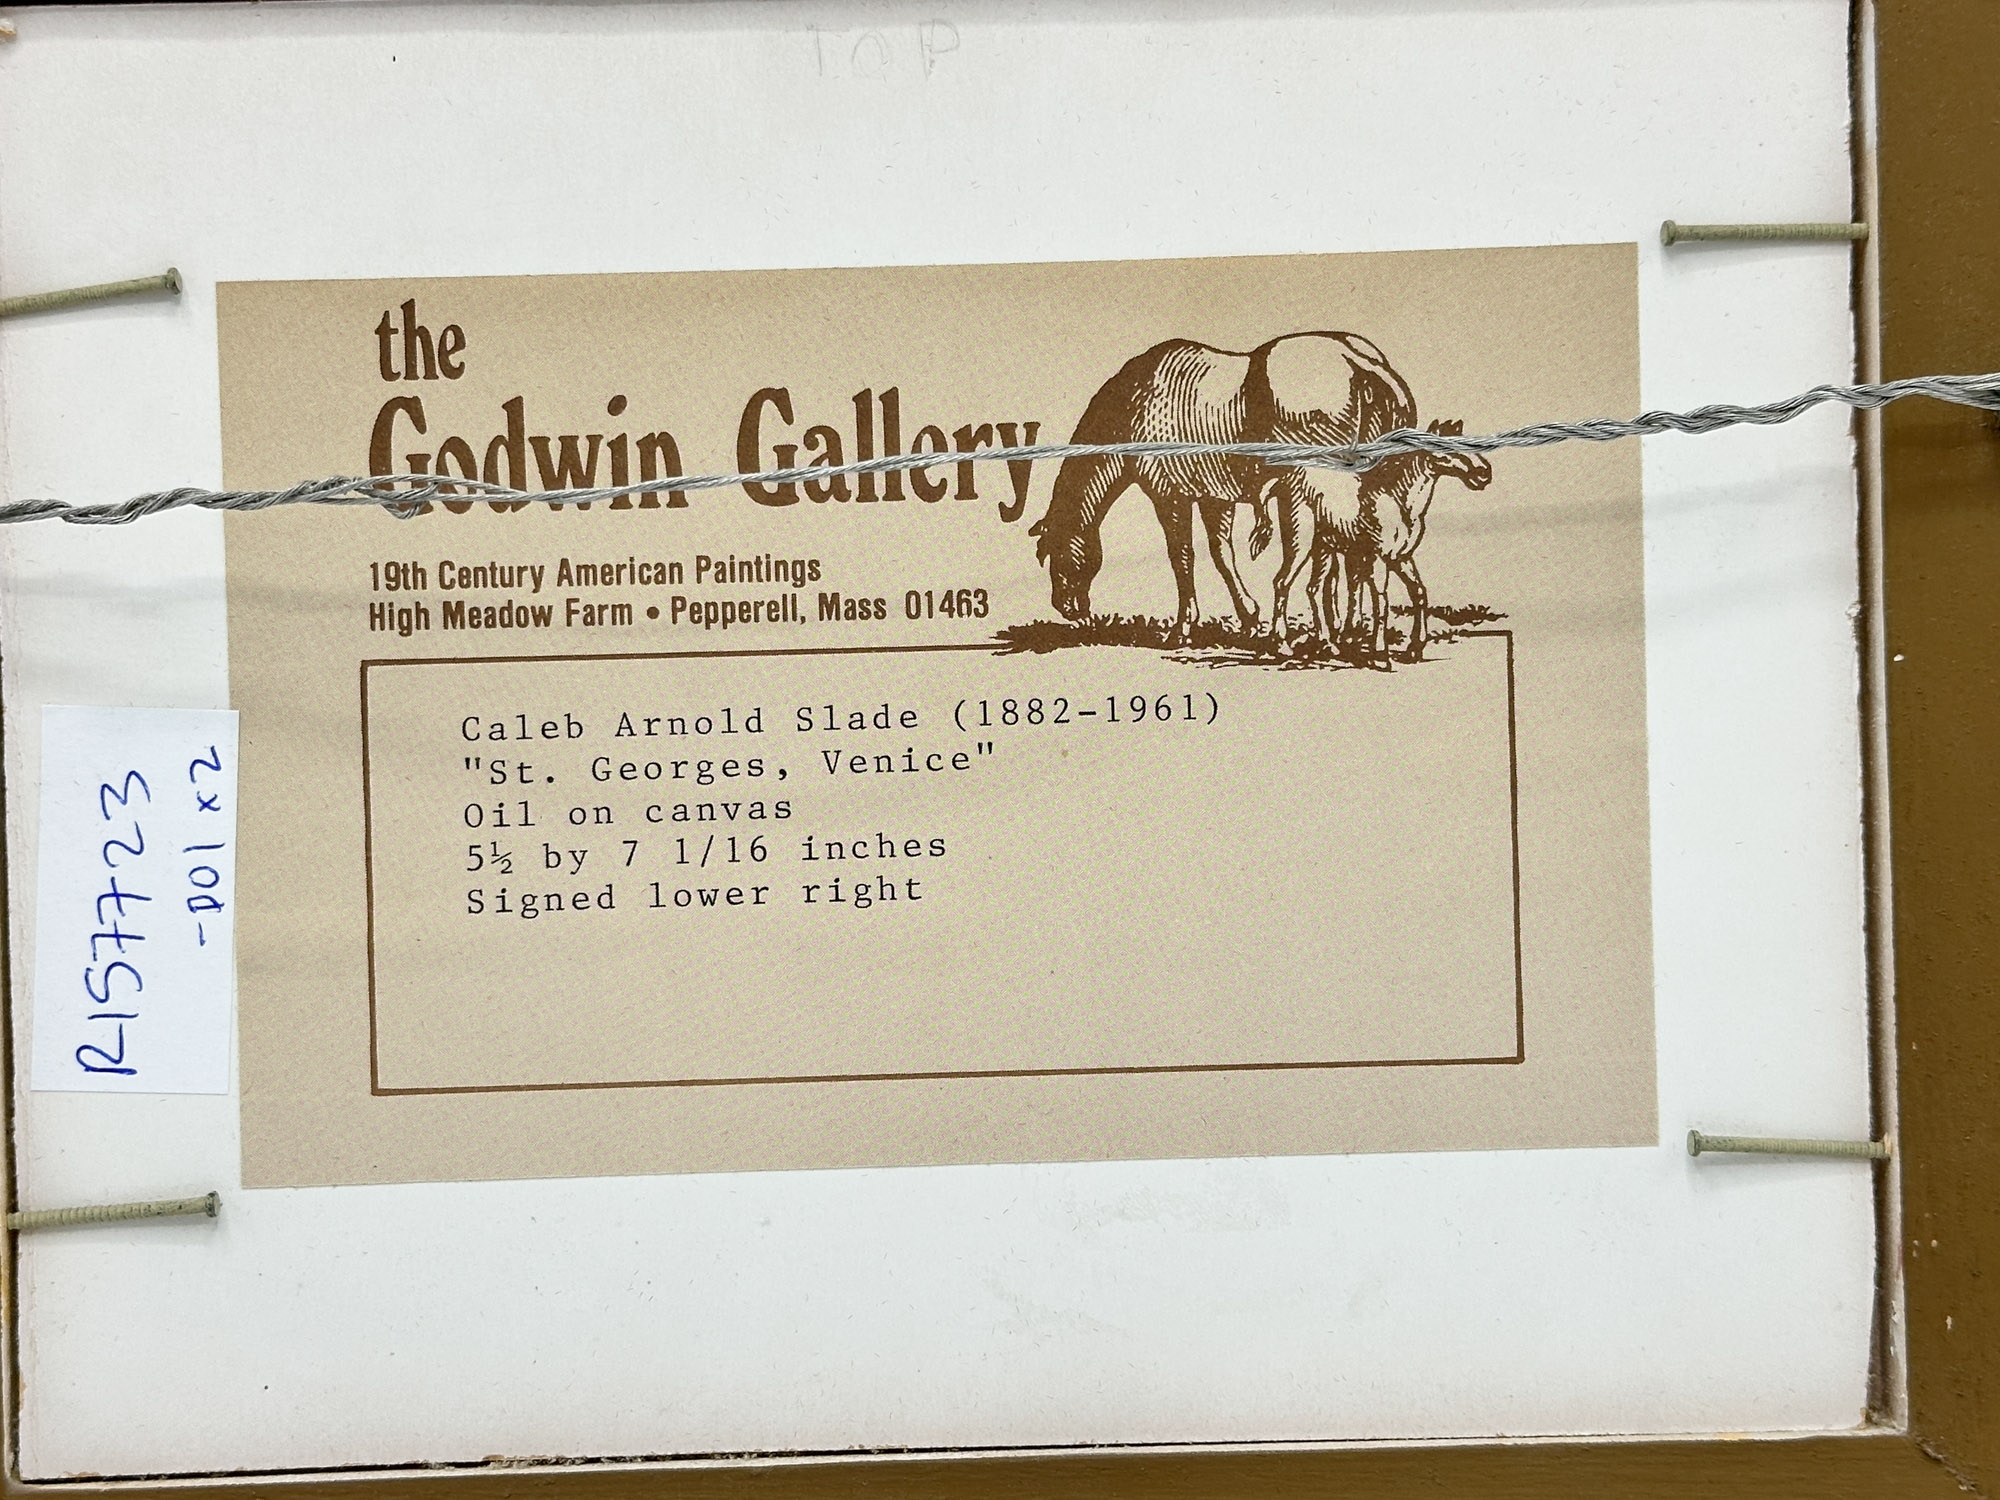 TOP
the
Godwin Gallery
19th Century American Paintings
High Meadow Farm • Pepperell, Mass 01463
Caleb Arnold Slade (1882-1961)
"St. Georges, Venice"
Oil on canvas
5½ by 7 1/16 inches
Signed lower right
R157723
-D01 x2